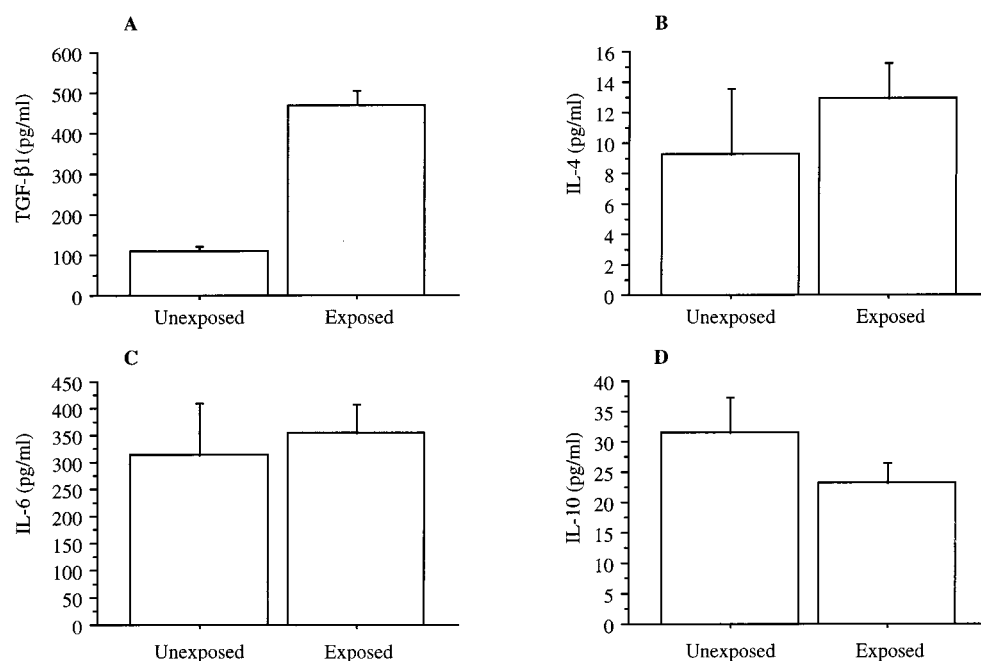 A
TGF-β1(pg/ml)
600
500
400
300
200
100
0
Unexposed
Exposed
B
IL-4 (pg/ml)
16
14
12
10
8
6
4
2
0
Unexposed
Exposed
C
IL-6 (pg/ml)
450
400
350
300
250
200
150
100
50
0
Unexposed
Exposed
D
IL-10 (pg/ml)
40
35
30
25
20
15
10
5
0
Unexposed
Exposed